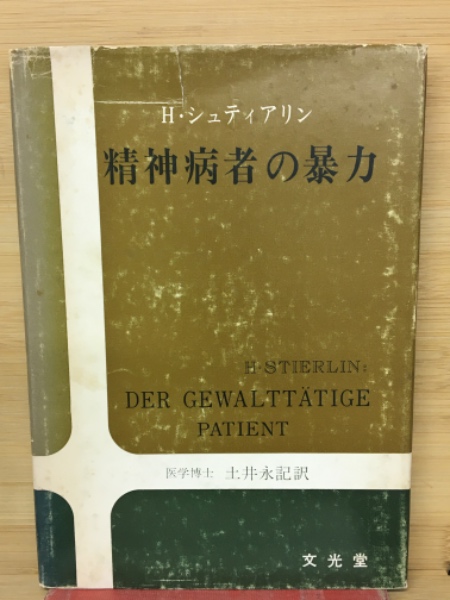 H・シュティアリン
精神病者の暴力
H・STIERLIN:
DER GEWALTTÄTIGE
PATIENT
医学博士 土井永記訳
文光堂